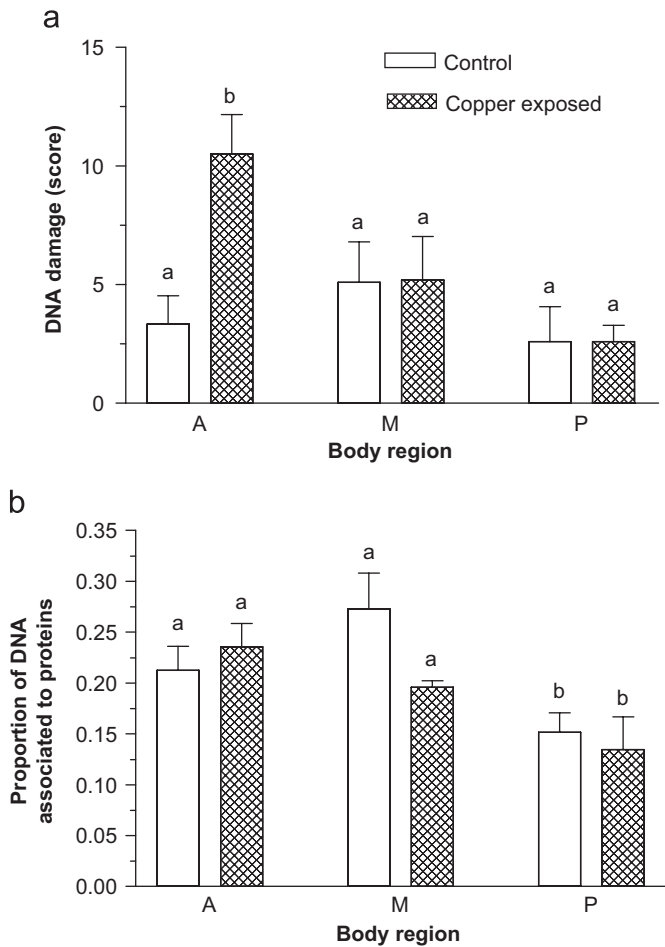 a
15
10
5
0
DNA damage (score)
Control
Copper exposed
a
b
a
a
a
a
A
M
P
Body region
b
0.35
0.30
0.25
0.20
0.15
0.10
0.05
0.00
Proportion of DNA
associated to proteins
a
a
a
a
b
b
A
M
P
Body region